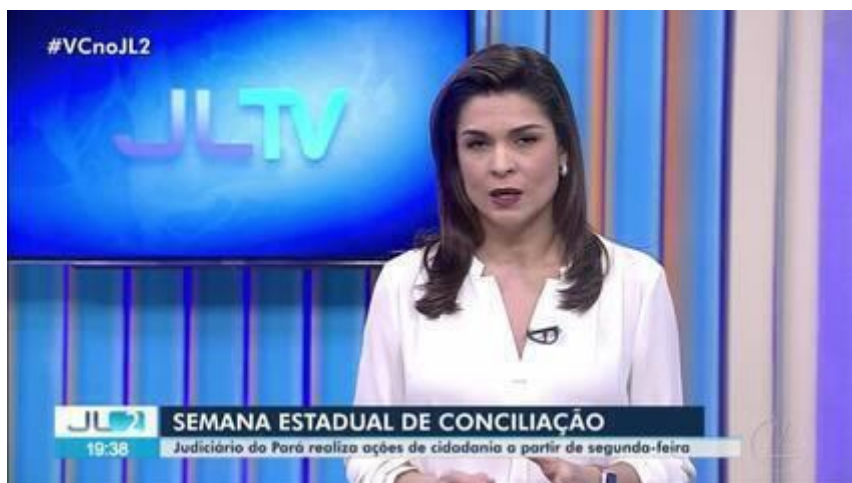 #VCnoJL2
JLTV
JL2
SEMANA ESTADUAL DE CONCILIAÇÃO
19:38
Judiciário do Pará realiza ações de cidadania a partir de segunda-feira